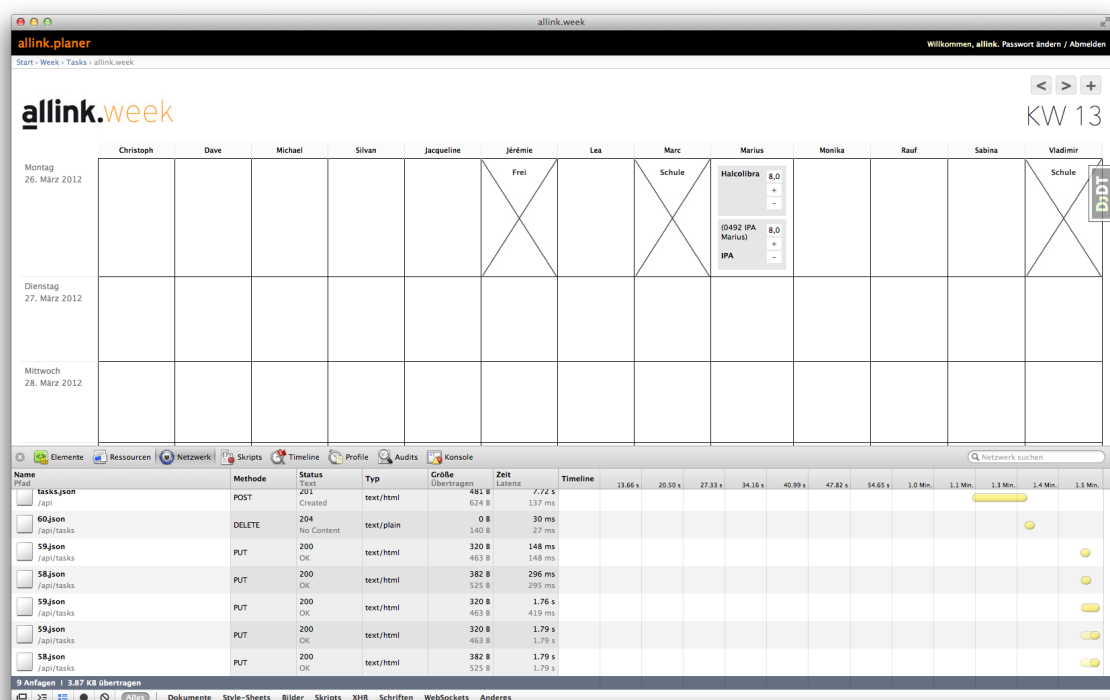 allink.week
allink.planer
Willkommen, allink. Passwort ändern / Abmelden
Start › Week › Tasks › allink.week
< > +
allink.week
KW 13
Christoph Dave Michael Silvan Jacqueline Jérémie Lea Marc Marius Monika Rauf Sabina Vladimir
Montag
26. März 2012
Frei
Schule
Halcolibra 8,0
+
-
(0492 IPA Marius) 8,0
+
IPA -
Schule
DjDT
Dienstag
27. März 2012
Mittwoch
28. März 2012
Elemente Ressourcen Netzwerk Skripts Timeline Profile Audits Konsole Netzwerk suchen
Name Methode Status Typ Größe Zeit Timeline
Pfad Text Übertragen Latenz
13.66 s 20.50 s 27.33 s 34.16 s 40.99 s 47.82 s 54.65 s 1.0 Min. 1.1 Min. 1.3 Min. 1.4 Min. 1.5 Min.
tasks.json POST 201 text/html 481 B 7.72 s
/api Created 624 B 137 ms
60.json DELETE 204 text/plain 0 B 30 ms
/api/tasks No Content 140 B 27 ms
59.json PUT 200 text/html 320 B 148 ms
/api/tasks OK 463 B 148 ms
58.json PUT 200 text/html 382 B 296 ms
/api/tasks OK 525 B 295 ms
59.json PUT 200 text/html 320 B 1.76 s
/api/tasks OK 463 B 419 ms
59.json PUT 200 text/html 320 B 1.79 s
/api/tasks OK 463 B 1.79 s
58.json PUT 200 text/html 382 B 1.79 s
/api/tasks OK 525 B 1.79 s
9 Anfagen | 3.87 KB übertragen
Alles Dokumente Style-Sheets Bilder Skripts XHR Schriften WebSockets Anderes